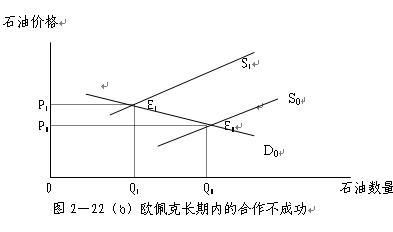 石油价格
S₁
P₁
E₁
S₀
P₀
E₀
D₀
0
Q₁
Q₀
石油数量
图 2—22（b）欧佩克长期内的合作不成功